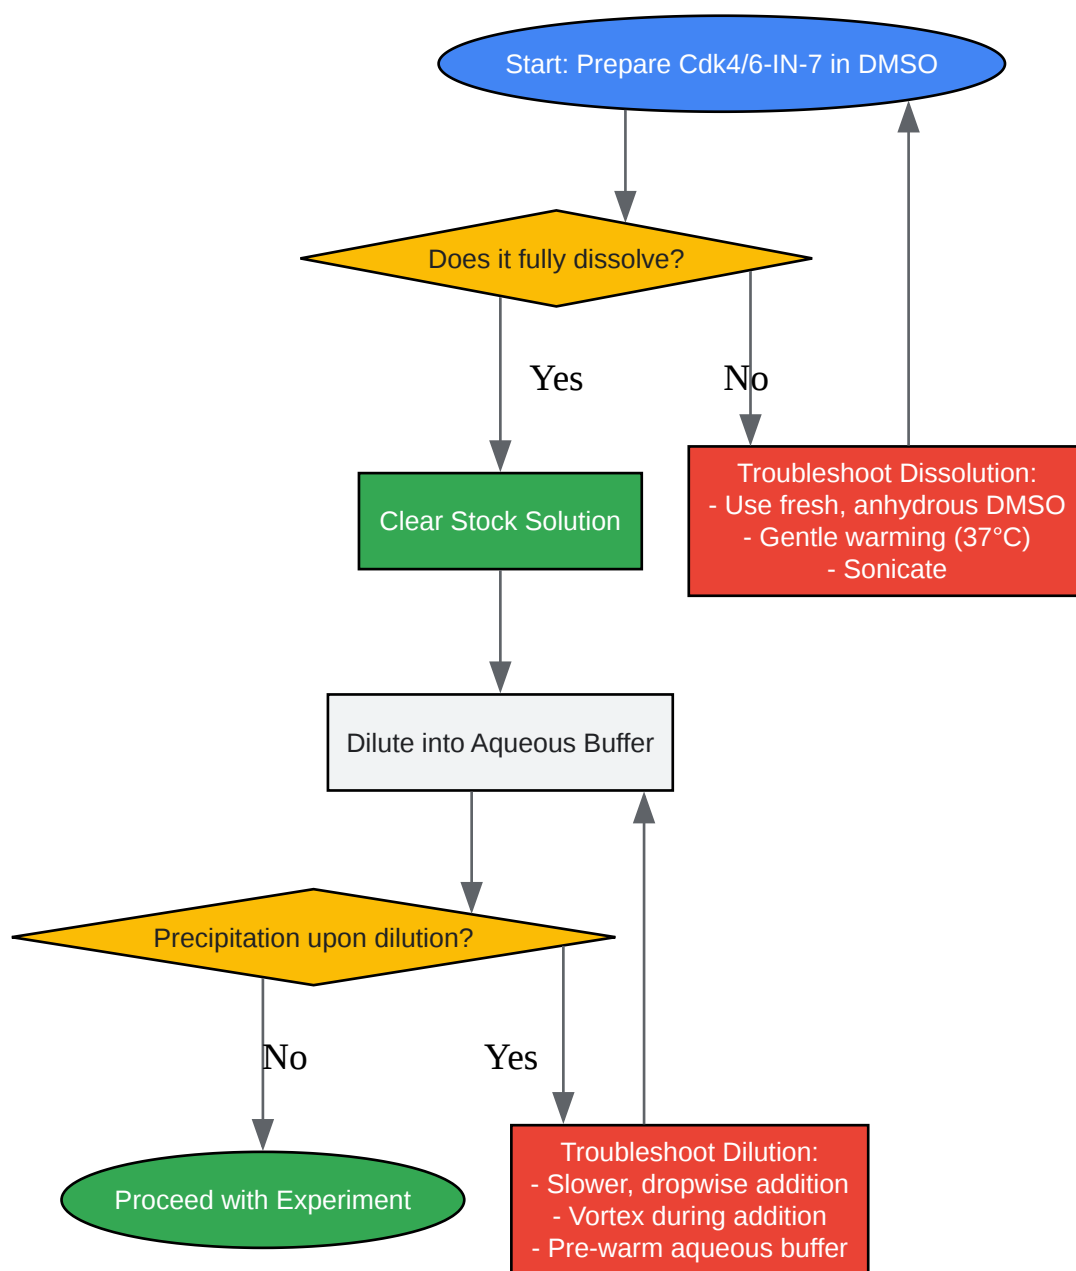 Start: Prepare Cdk4/6-IN-7 in DMSO
Does it fully dissolve?
Yes
No
Troubleshoot Dissolution:
- Use fresh, anhydrous DMSO
- Gentle warming (37°C)
- Sonicate
Clear Stock Solution
Dilute into Aqueous Buffer
Precipitation upon dilution?
No
Yes
Troubleshoot Dilution:
- Slower, dropwise addition
- Vortex during addition
- Pre-warm aqueous buffer
Proceed with Experiment